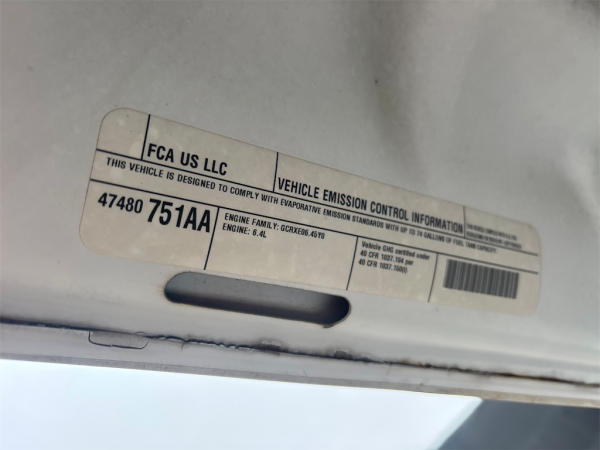 FCA US LLC
VEHICLE EMISSION CONTROL INFORMATION
THIS VEHICLE IS DESIGNED TO COMPLY WITH EVAPORATIVE EMISSION STANDARDS WITH UP TO 74 GALLONS OF FUEL TANK CAPACITY.
47480 751AA
ENGINE FAMILY: GCRXE06.45Y0
ENGINE: 6.4L
Vehicle GHG certified under
40 CFR 1037.104 per
40 CFR 1037.150(l)